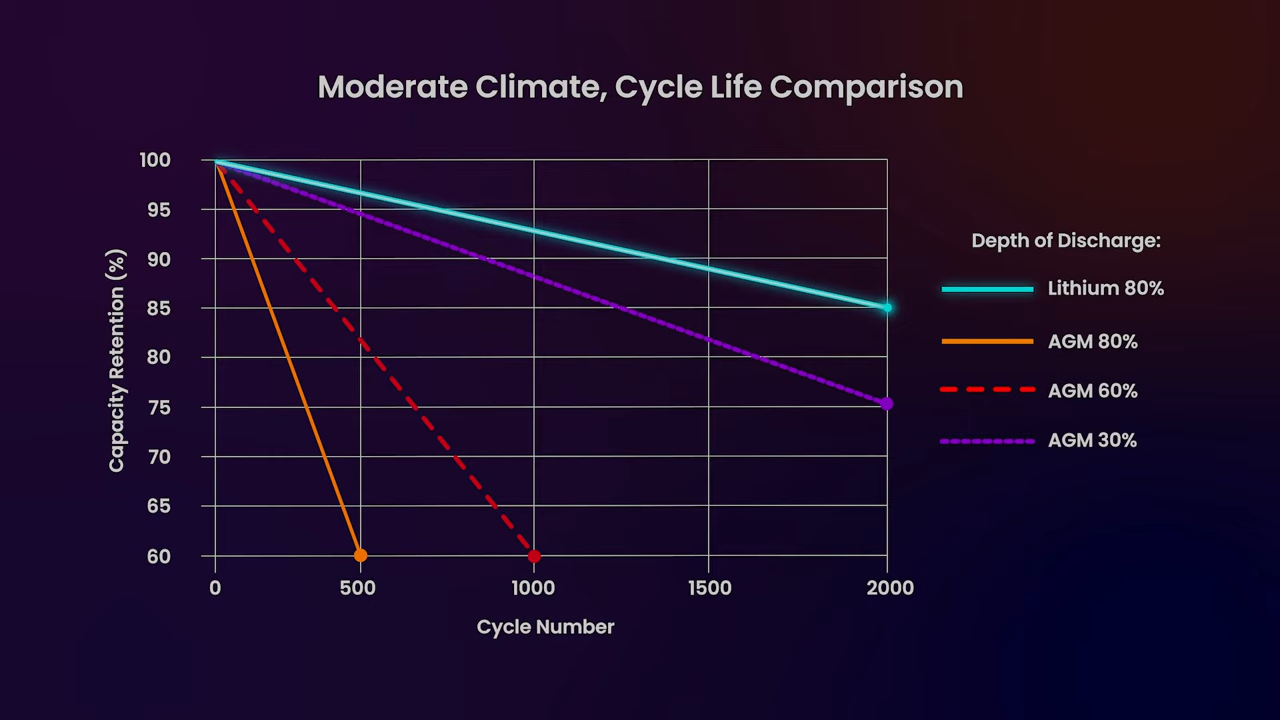 Moderate Climate, Cycle Life Comparison
100
95
90
85
80
75
70
65
60
Capacity Retention (%)
0 500 1000 1500 2000
Cycle Number
Depth of Discharge:
Lithium 80%
AGM 80%
AGM 60%
AGM 30%